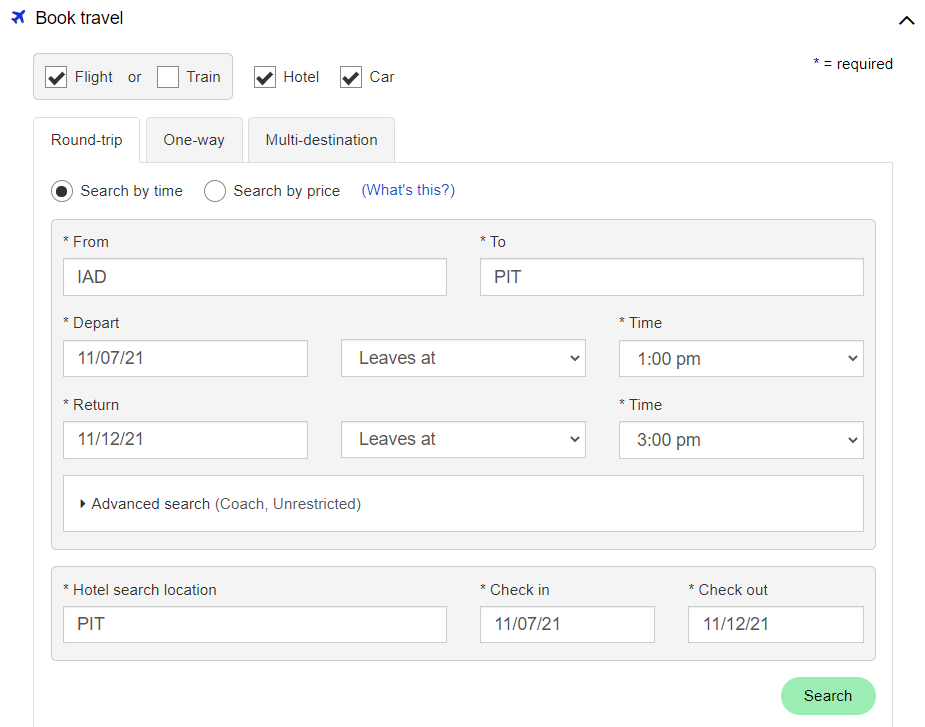 Book travel
Flight or Train Hotel Car
* = required
Round-trip One-way Multi-destination
Search by time Search by price (What's this?)
* From * To
IAD PIT
* Depart * Time
11/07/21 Leaves at 1:00 pm
* Return * Time
11/12/21 Leaves at 3:00 pm
Advanced search (Coach, Unrestricted)
* Hotel search location * Check in * Check out
PIT 11/07/21 11/12/21
Search